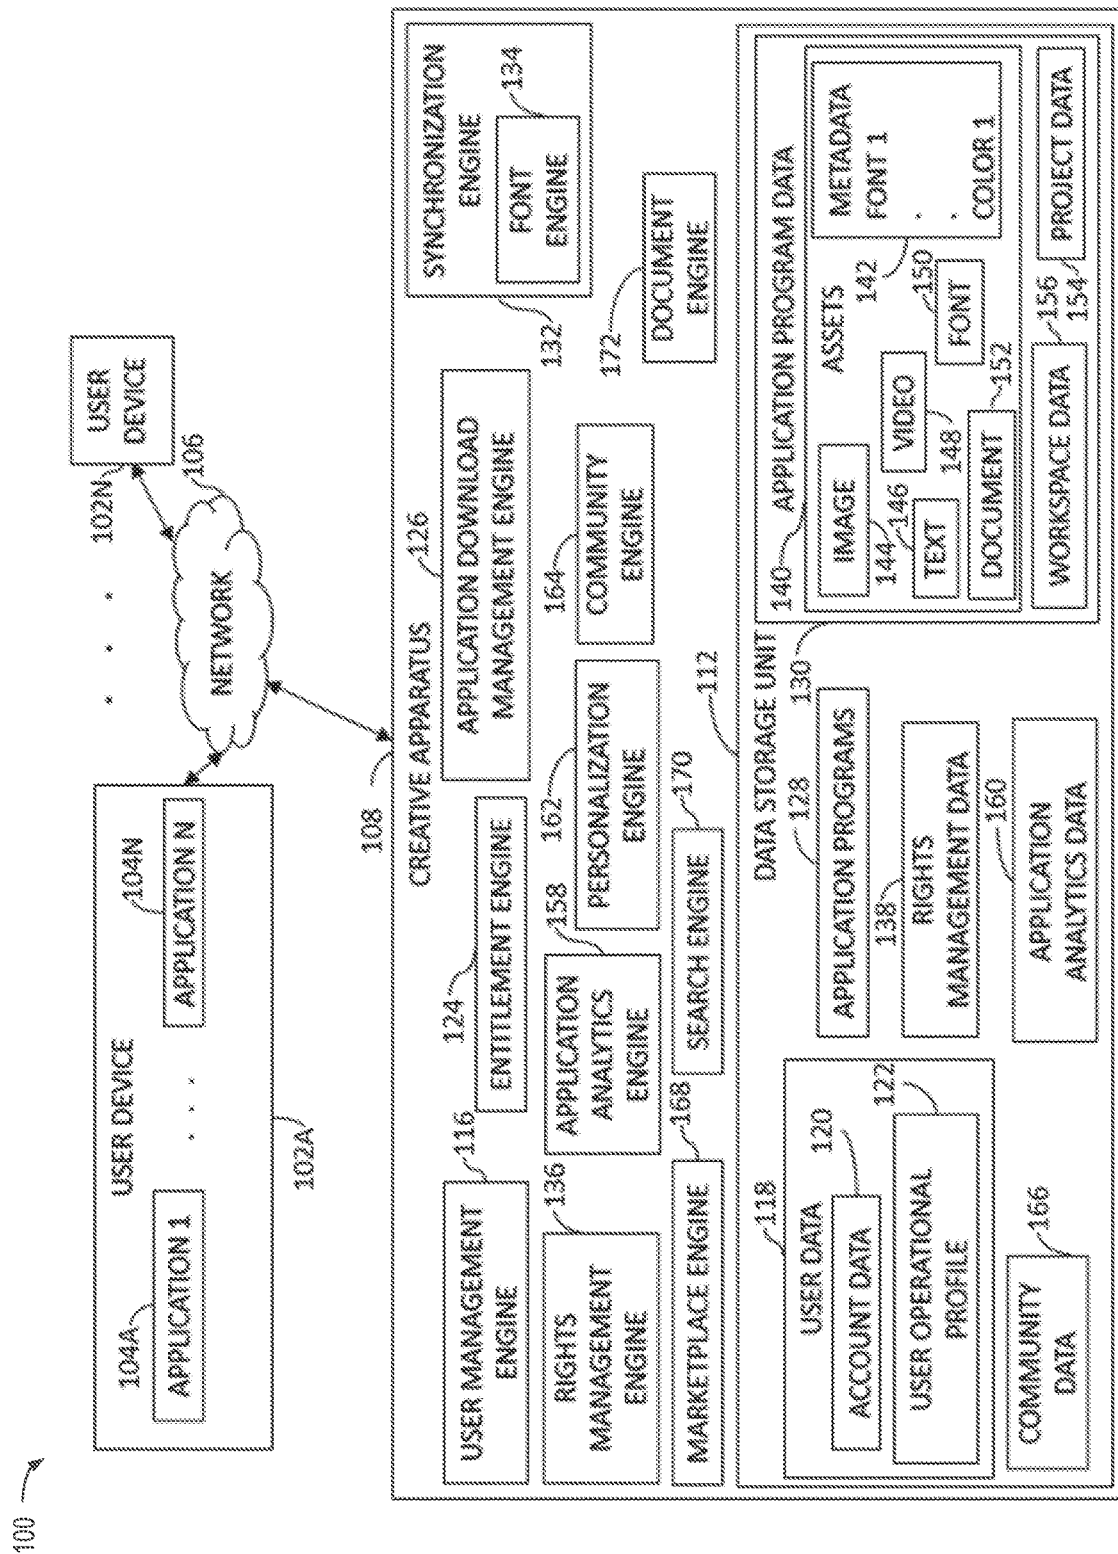 100
USER DEVICE
104A
APPLICATION 1
. . .
104N
APPLICATION N
102A
NETWORK
106
. . .
USER
DEVICE
102N
108
CREATIVE APPARATUS
116
USER MANAGEMENT
ENGINE
124
ENTITLEMENT ENGINE
126
APPLICATION DOWNLOAD
MANAGEMENT ENGINE
SYNCHRONIZATION
ENGINE
134
FONT
ENGINE
132
136
RIGHTS
MANAGEMENT
ENGINE
158
APPLICATION
ANALYTICS
ENGINE
162
PERSONALIZATION
ENGINE
164
COMMUNITY
ENGINE
172
DOCUMENT
ENGINE
168
MARKETPLACE ENGINE
170
SEARCH ENGINE
112
DATA STORAGE UNIT
118
USER DATA
120
ACCOUNT DATA
122
USER OPERATIONAL
PROFILE
166
COMMUNITY
DATA
128
APPLICATION PROGRAMS
138
RIGHTS
MANAGEMENT DATA
160
APPLICATION
ANALYTICS DATA
130
140
APPLICATION PROGRAM DATA
ASSETS
IMAGE
144
146
TEXT
VIDEO
148
142
METADATA
FONT 1
.
.
COLOR 1
150
FONT
DOCUMENT
152
WORKSPACE DATA
156
154
PROJECT DATA